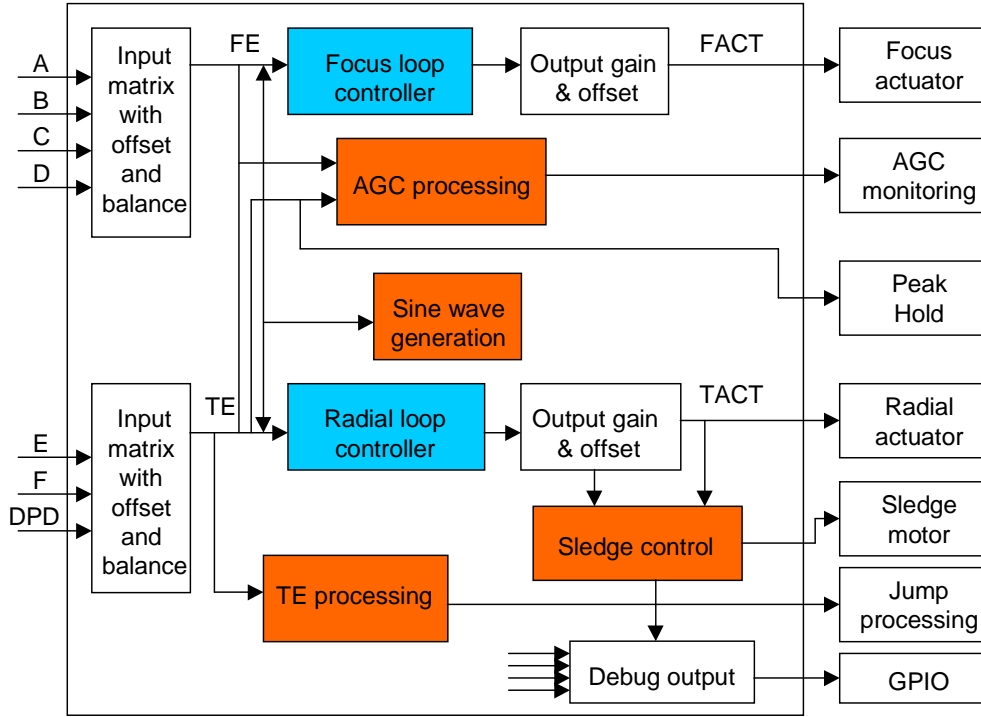 A
B
C
D
Input
matrix
with
offset
and
balance
FE
Focus loop
controller
Output gain
& offset
FACT
Focus
actuator
AGC processing
AGC
monitoring
Peak
Hold
Sine wave
generation
E
F
DPD
Input
matrix
with
offset
and
balance
TE
Radial loop
controller
Output gain
& offset
TACT
Radial
actuator
Sledge control
Sledge
motor
TE processing
Jump
processing
Debug output
GPIO